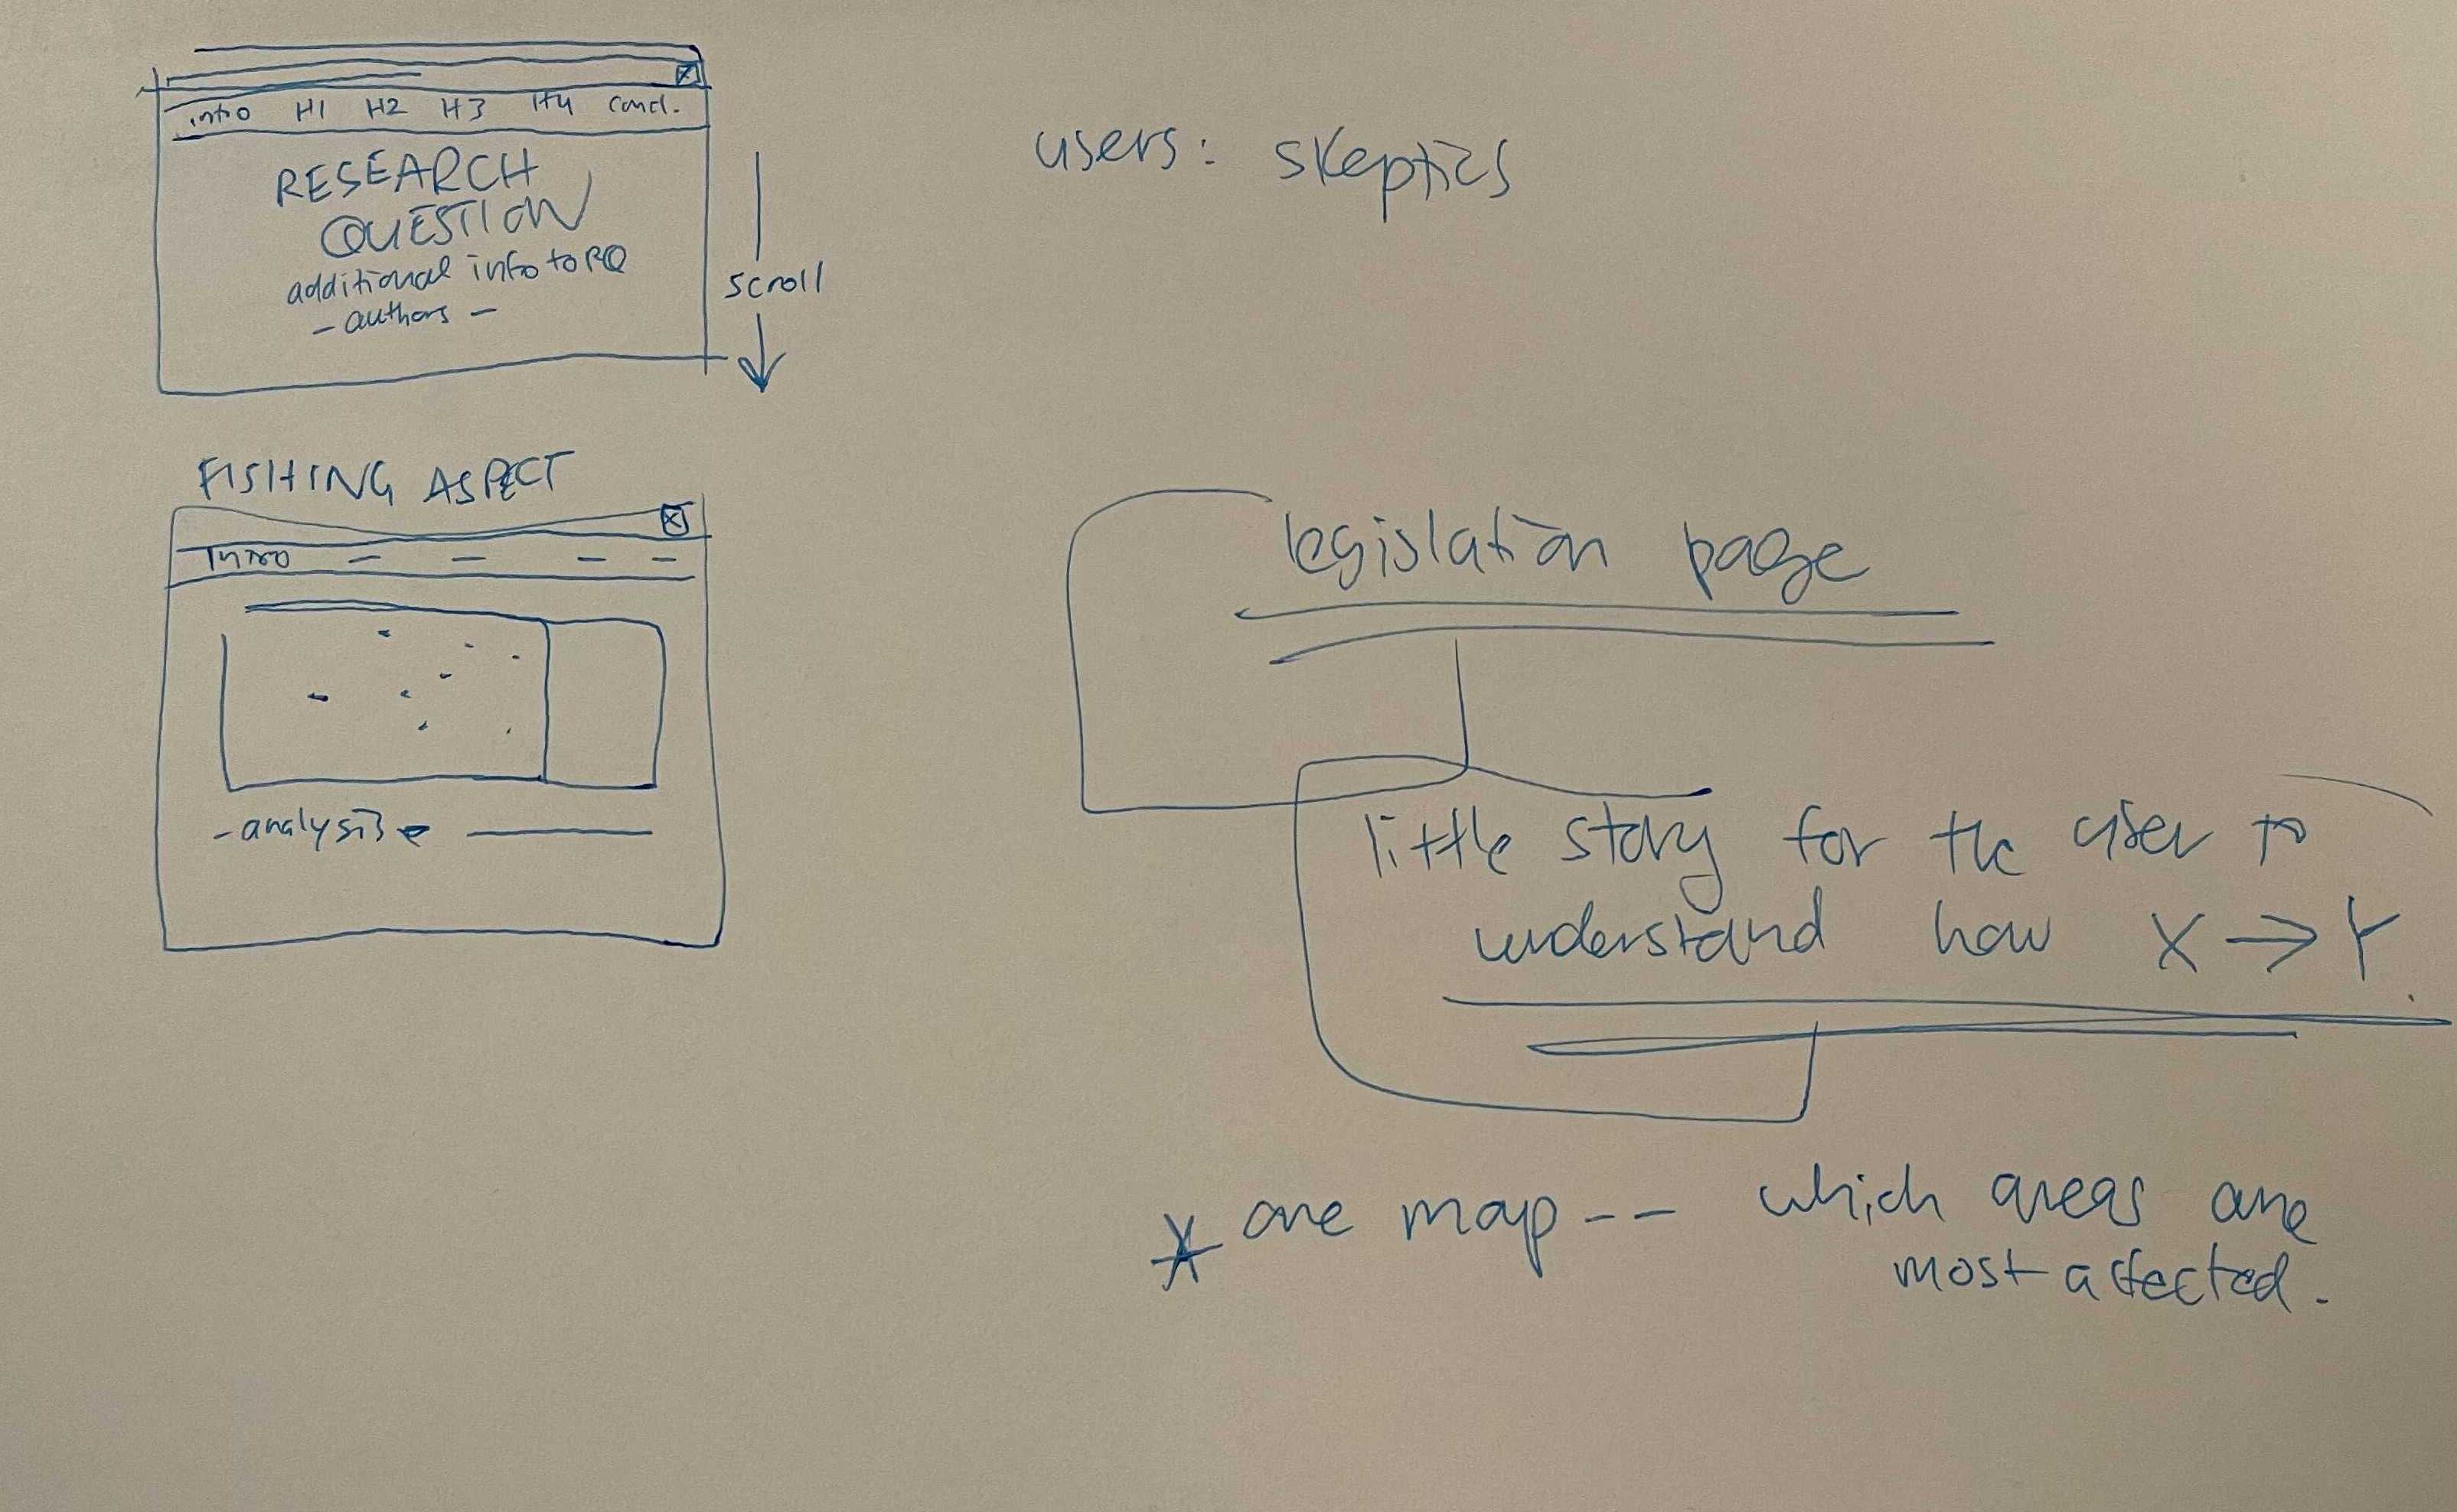 intro H1 H2 H3 H4 concl.
RESEARCH
QUESTION
additional info to RQ
- authors -
scroll
FISHING ASPECT
Intro - - - -
- analysis
users: skeptics
legislation page
little story for the user to
understand how X → Y.
* one map -- which areas are
most affected.